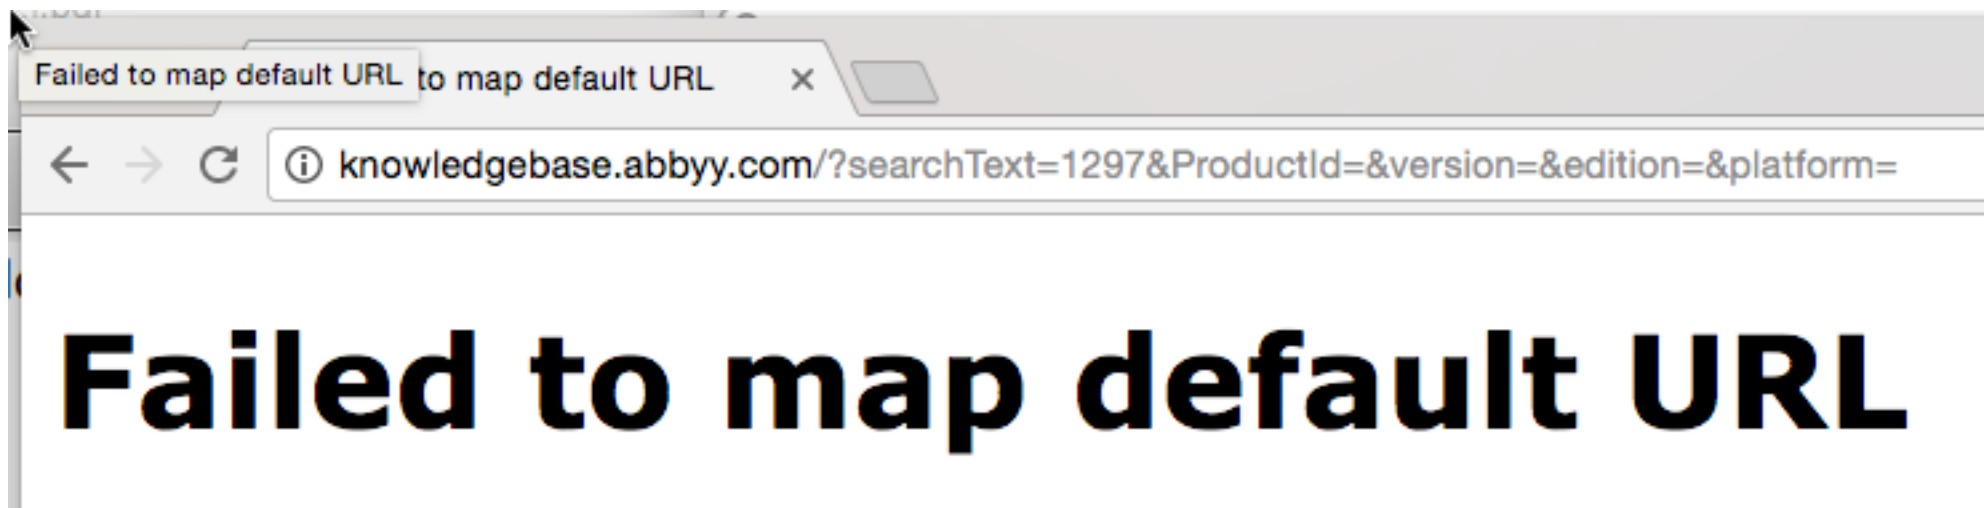 Failed to map default URL
to map default URL
knowledgebase.abbyy.com/?searchText=1297&ProductId=&version=&edition=&platform=
Failed to map default URL